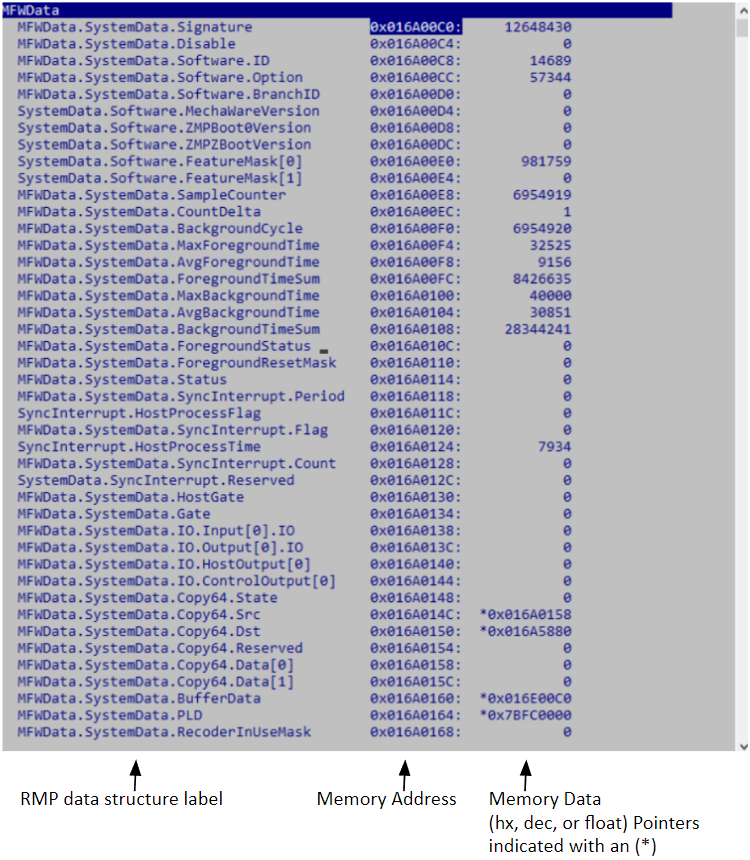 MFWData
MFWData.SystemData.Signature 0x016A00C0: 12648430
MFWData.SystemData.Disable 0x016A00C4: 0
MFWData.SystemData.Software.ID 0x016A00C8: 14689
MFWData.SystemData.Software.Option 0x016A00CC: 57344
MFWData.SystemData.Software.BranchID 0x016A00D0: 0
SystemData.Software.MechaWareVersion 0x016A00D4: 0
SystemData.Software.ZMPBoot0Version 0x016A00D8: 0
SystemData.Software.ZMPZBootVersion 0x016A00DC: 0
SystemData.Software.FeatureMask[0] 0x016A00E0: 981759
SystemData.Software.FeatureMask[1] 0x016A00E4: 0
MFWData.SystemData.SampleCounter 0x016A00E8: 6954919
MFWData.SystemData.CountDelta 0x016A00EC: 1
MFWData.SystemData.BackgroundCycle 0x016A00F0: 6954920
MFWData.SystemData.MaxForegroundTime 0x016A00F4: 32525
MFWData.SystemData.AvgForegroundTime 0x016A00F8: 9156
MFWData.SystemData.ForegroundTimeSum 0x016A00FC: 8426635
MFWData.SystemData.MaxBackgroundTime 0x016A0100: 40000
MFWData.SystemData.AvgBackgroundTime 0x016A0104: 30851
MFWData.SystemData.BackgroundTimeSum 0x016A0108: 28344241
MFWData.SystemData.ForegroundStatus 0x016A010C: 0
MFWData.SystemData.ForegroundResetMask 0x016A0110: 0
MFWData.SystemData.Status 0x016A0114: 0
MFWData.SystemData.SyncInterrupt.Period 0x016A0118: 0
SyncInterrupt.HostProcessFlag 0x016A011C: 0
MFWData.SystemData.SyncInterrupt.Flag 0x016A0120: 0
SyncInterrupt.HostProcessTime 0x016A0124: 7934
MFWData.SystemData.SyncInterrupt.Count 0x016A0128: 0
SystemData.SyncInterrupt.Reserved 0x016A012C: 0
MFWData.SystemData.HostGate 0x016A0130: 0
MFWData.SystemData.Gate 0x016A0134: 0
MFWData.SystemData.IO.Input[0].IO 0x016A0138: 0
MFWData.SystemData.IO.Output[0].IO 0x016A013C: 0
MFWData.SystemData.IO.HostOutput[0] 0x016A0140: 0
MFWData.SystemData.IO.ControlOutput[0] 0x016A0144: 0
MFWData.SystemData.Copy64.State 0x016A0148: 0
MFWData.SystemData.Copy64.Src 0x016A014C: *0x016A0158
MFWData.SystemData.Copy64.Dst 0x016A0150: *0x016A5880
MFWData.SystemData.Copy64.Reserved 0x016A0154: 0
MFWData.SystemData.Copy64.Data[0] 0x016A0158: 0
MFWData.SystemData.Copy64.Data[1] 0x016A015C: 0
MFWData.SystemData.BufferData 0x016A0160: *0x016E00C0
MFWData.SystemData.PLD 0x016A0164: *0x7BFC0000
MFWData.SystemData.RecoderInUseMask 0x016A0168: 0
RMP data structure label Memory Address Memory Data
(hx, dec, or float) Pointers
indicated with an (*)